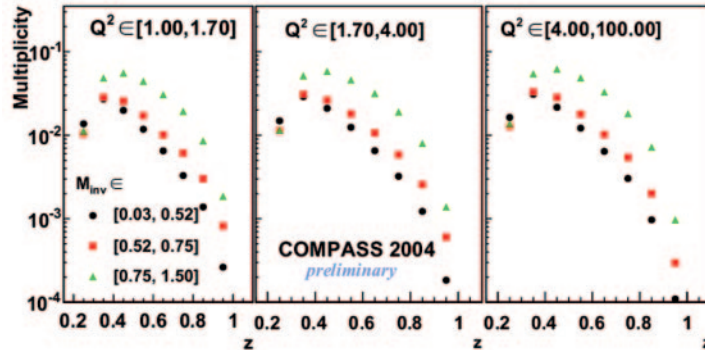 Multiplicity
Q² ∈[1.00,1.70]
Q² ∈[1.70,4.00]
Q² ∈[4.00,100.00]
10⁻¹
10⁻²
10⁻³
10⁻⁴
M_inv ∈
[0.03, 0.52]
[0.52, 0.75]
[0.75, 1.50]
COMPASS 2004
preliminary
0.2 0.4 0.6 0.8 1
0.2 0.4 0.6 0.8 1
0.2 0.4 0.6 0.8 1
z z z